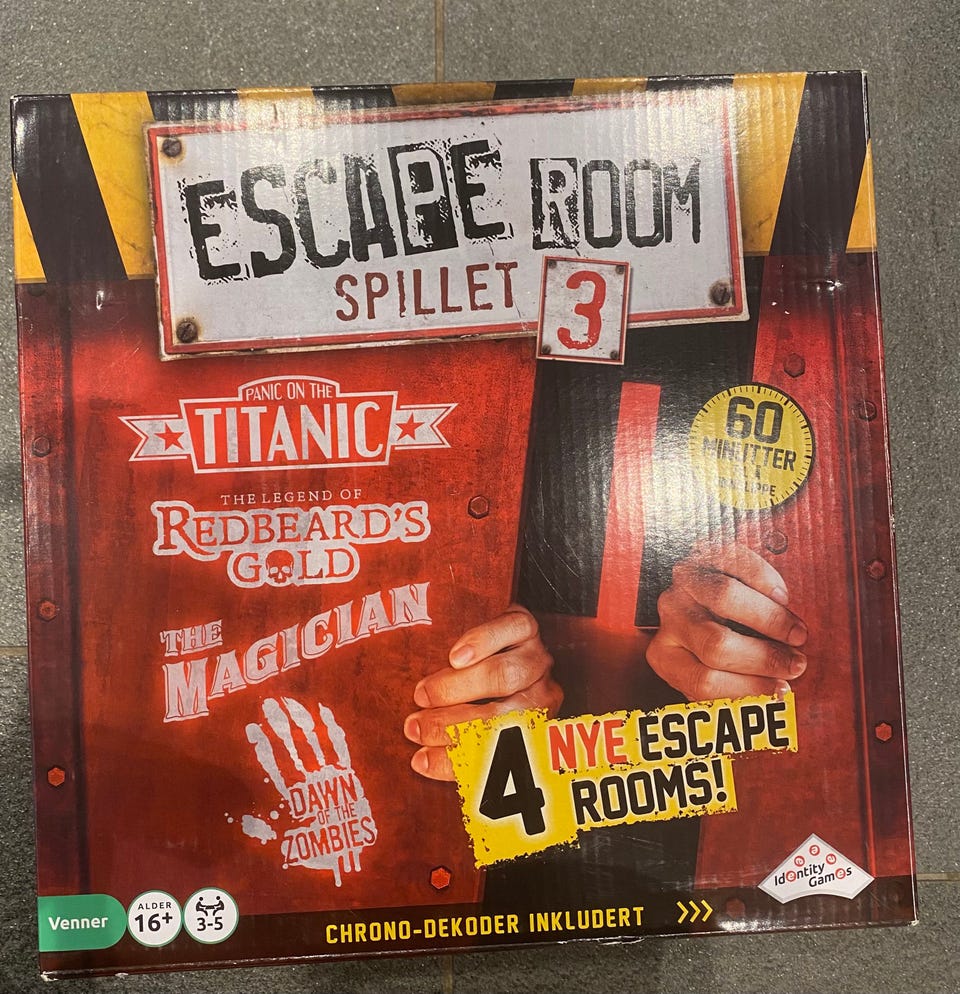 ESCAPE ROOM
SPILLET 3
PANIC ON THE
TITANIC
60
MINUTTER
THE LEGEND OF
REDBEARD'S
GOLD
THE
MAGICIAN
4 NYE ESCAPE
ROOMS!
DAWN
OF THE
ZOMBIES
Identity
Games
Venner
ALDER
16+
3-5
CHRONO-DEKODER INKLUDERT >>>